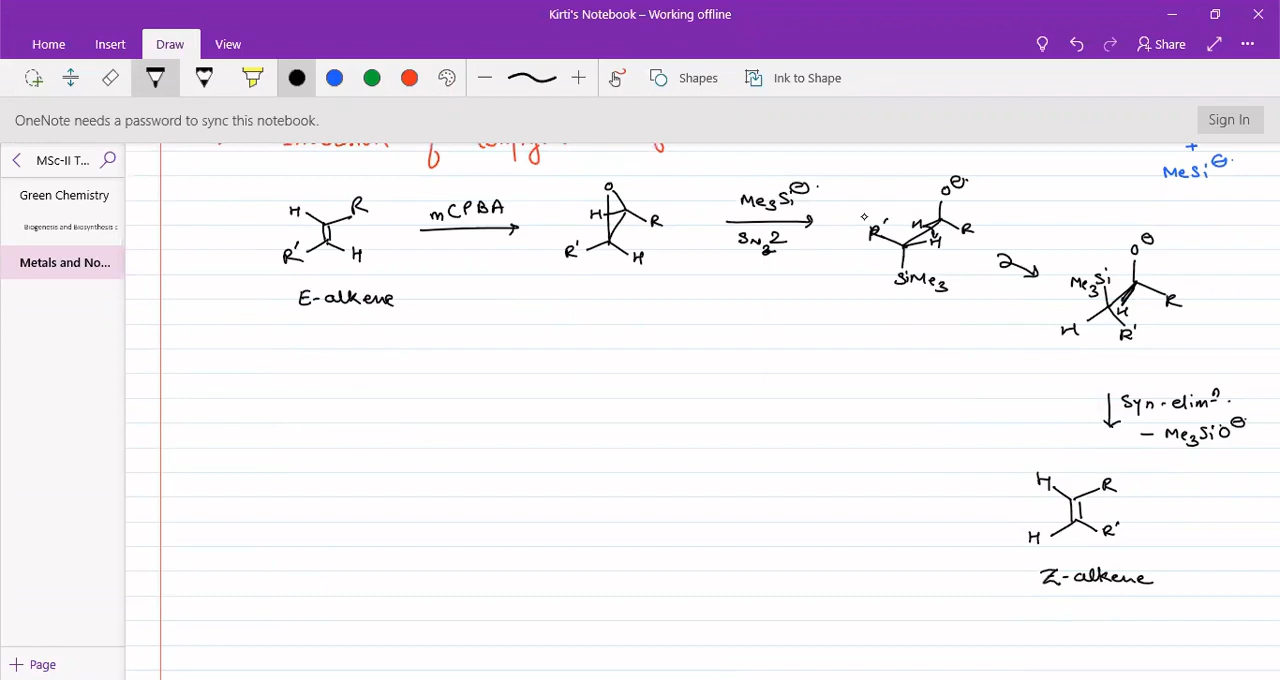 Kirti's Notebook – Working offline
Home Insert Draw View
Share
Shapes
Ink to Shape
OneNote needs a password to sync this notebook.
Sign In
MSc-II T...
Green Chemistry
Biogenesis and Biosynthesis
Metals and No...
Page
+
MeSi⊖
H R
R' H
E-alkene
mCPBA
O
H R
R' H
Me3Si⊖
SN2
O⊖
R' H R
H
SiMe3
2
O⊖
Me3Si
H R
H R'
Syn-elimⁿ.
– Me3SiO⊖
H R
H R'
Z-alkene